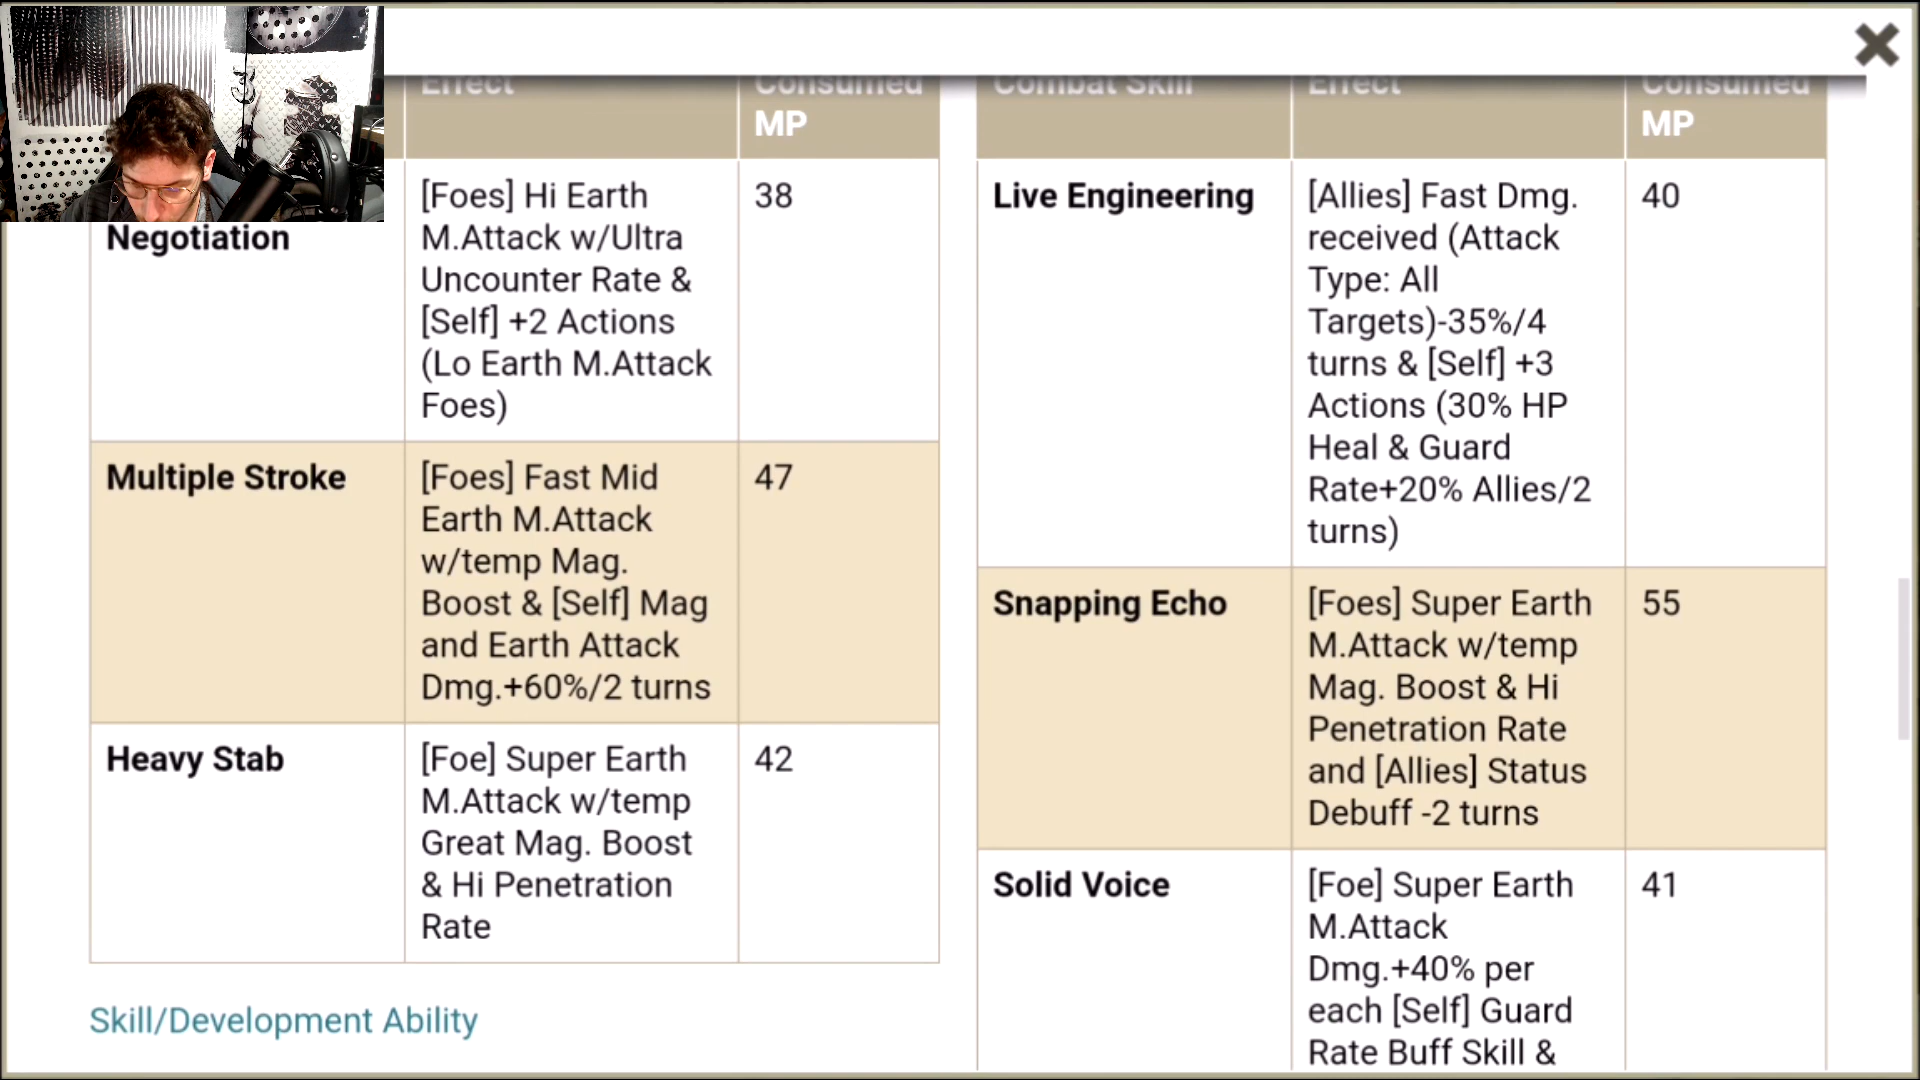 Effect
Consumed
MP
Negotiation
[Foes] Hi Earth
M.Attack w/Ultra
Uncounter Rate &
[Self] +2 Actions
(Lo Earth M.Attack
Foes)
38
Multiple Stroke
[Foes] Fast Mid
Earth M.Attack
w/temp Mag.
Boost & [Self] Mag
and Earth Attack
Dmg.+60%/2 turns
47
Heavy Stab
[Foe] Super Earth
M.Attack w/temp
Great Mag. Boost
& Hi Penetration
Rate
42
Skill/Development Ability
Combat Skill
Effect
Consumed
MP
Live Engineering
[Allies] Fast Dmg.
received (Attack
Type: All
Targets)-35%/4
turns & [Self] +3
Actions (30% HP
Heal & Guard
Rate+20% Allies/2
turns)
40
Snapping Echo
[Foes] Super Earth
M.Attack w/temp
Mag. Boost & Hi
Penetration Rate
and [Allies] Status
Debuff -2 turns
55
Solid Voice
[Foe] Super Earth
M.Attack
Dmg.+40% per
each [Self] Guard
Rate Buff Skill &
41